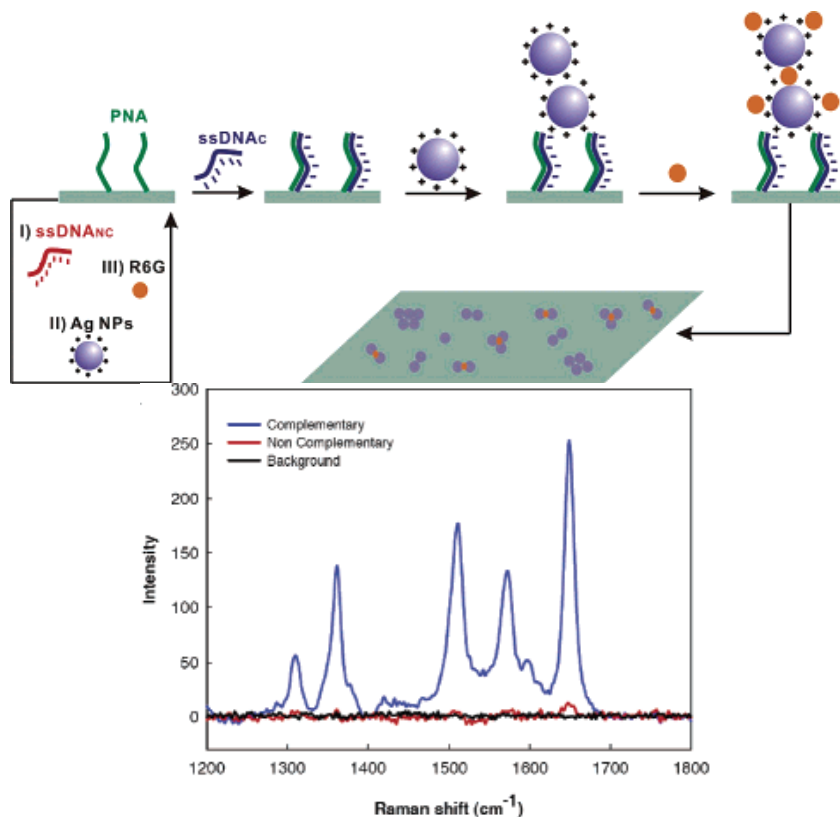 PNA
ssDNAC
I) ssDNANC
III) R6G
II) Ag NPs
300
250
200
150
100
50
0
Intensity
Complementary
Non Complementary
Background
1200 1300 1400 1500 1600 1700 1800
Raman shift (cm-1)